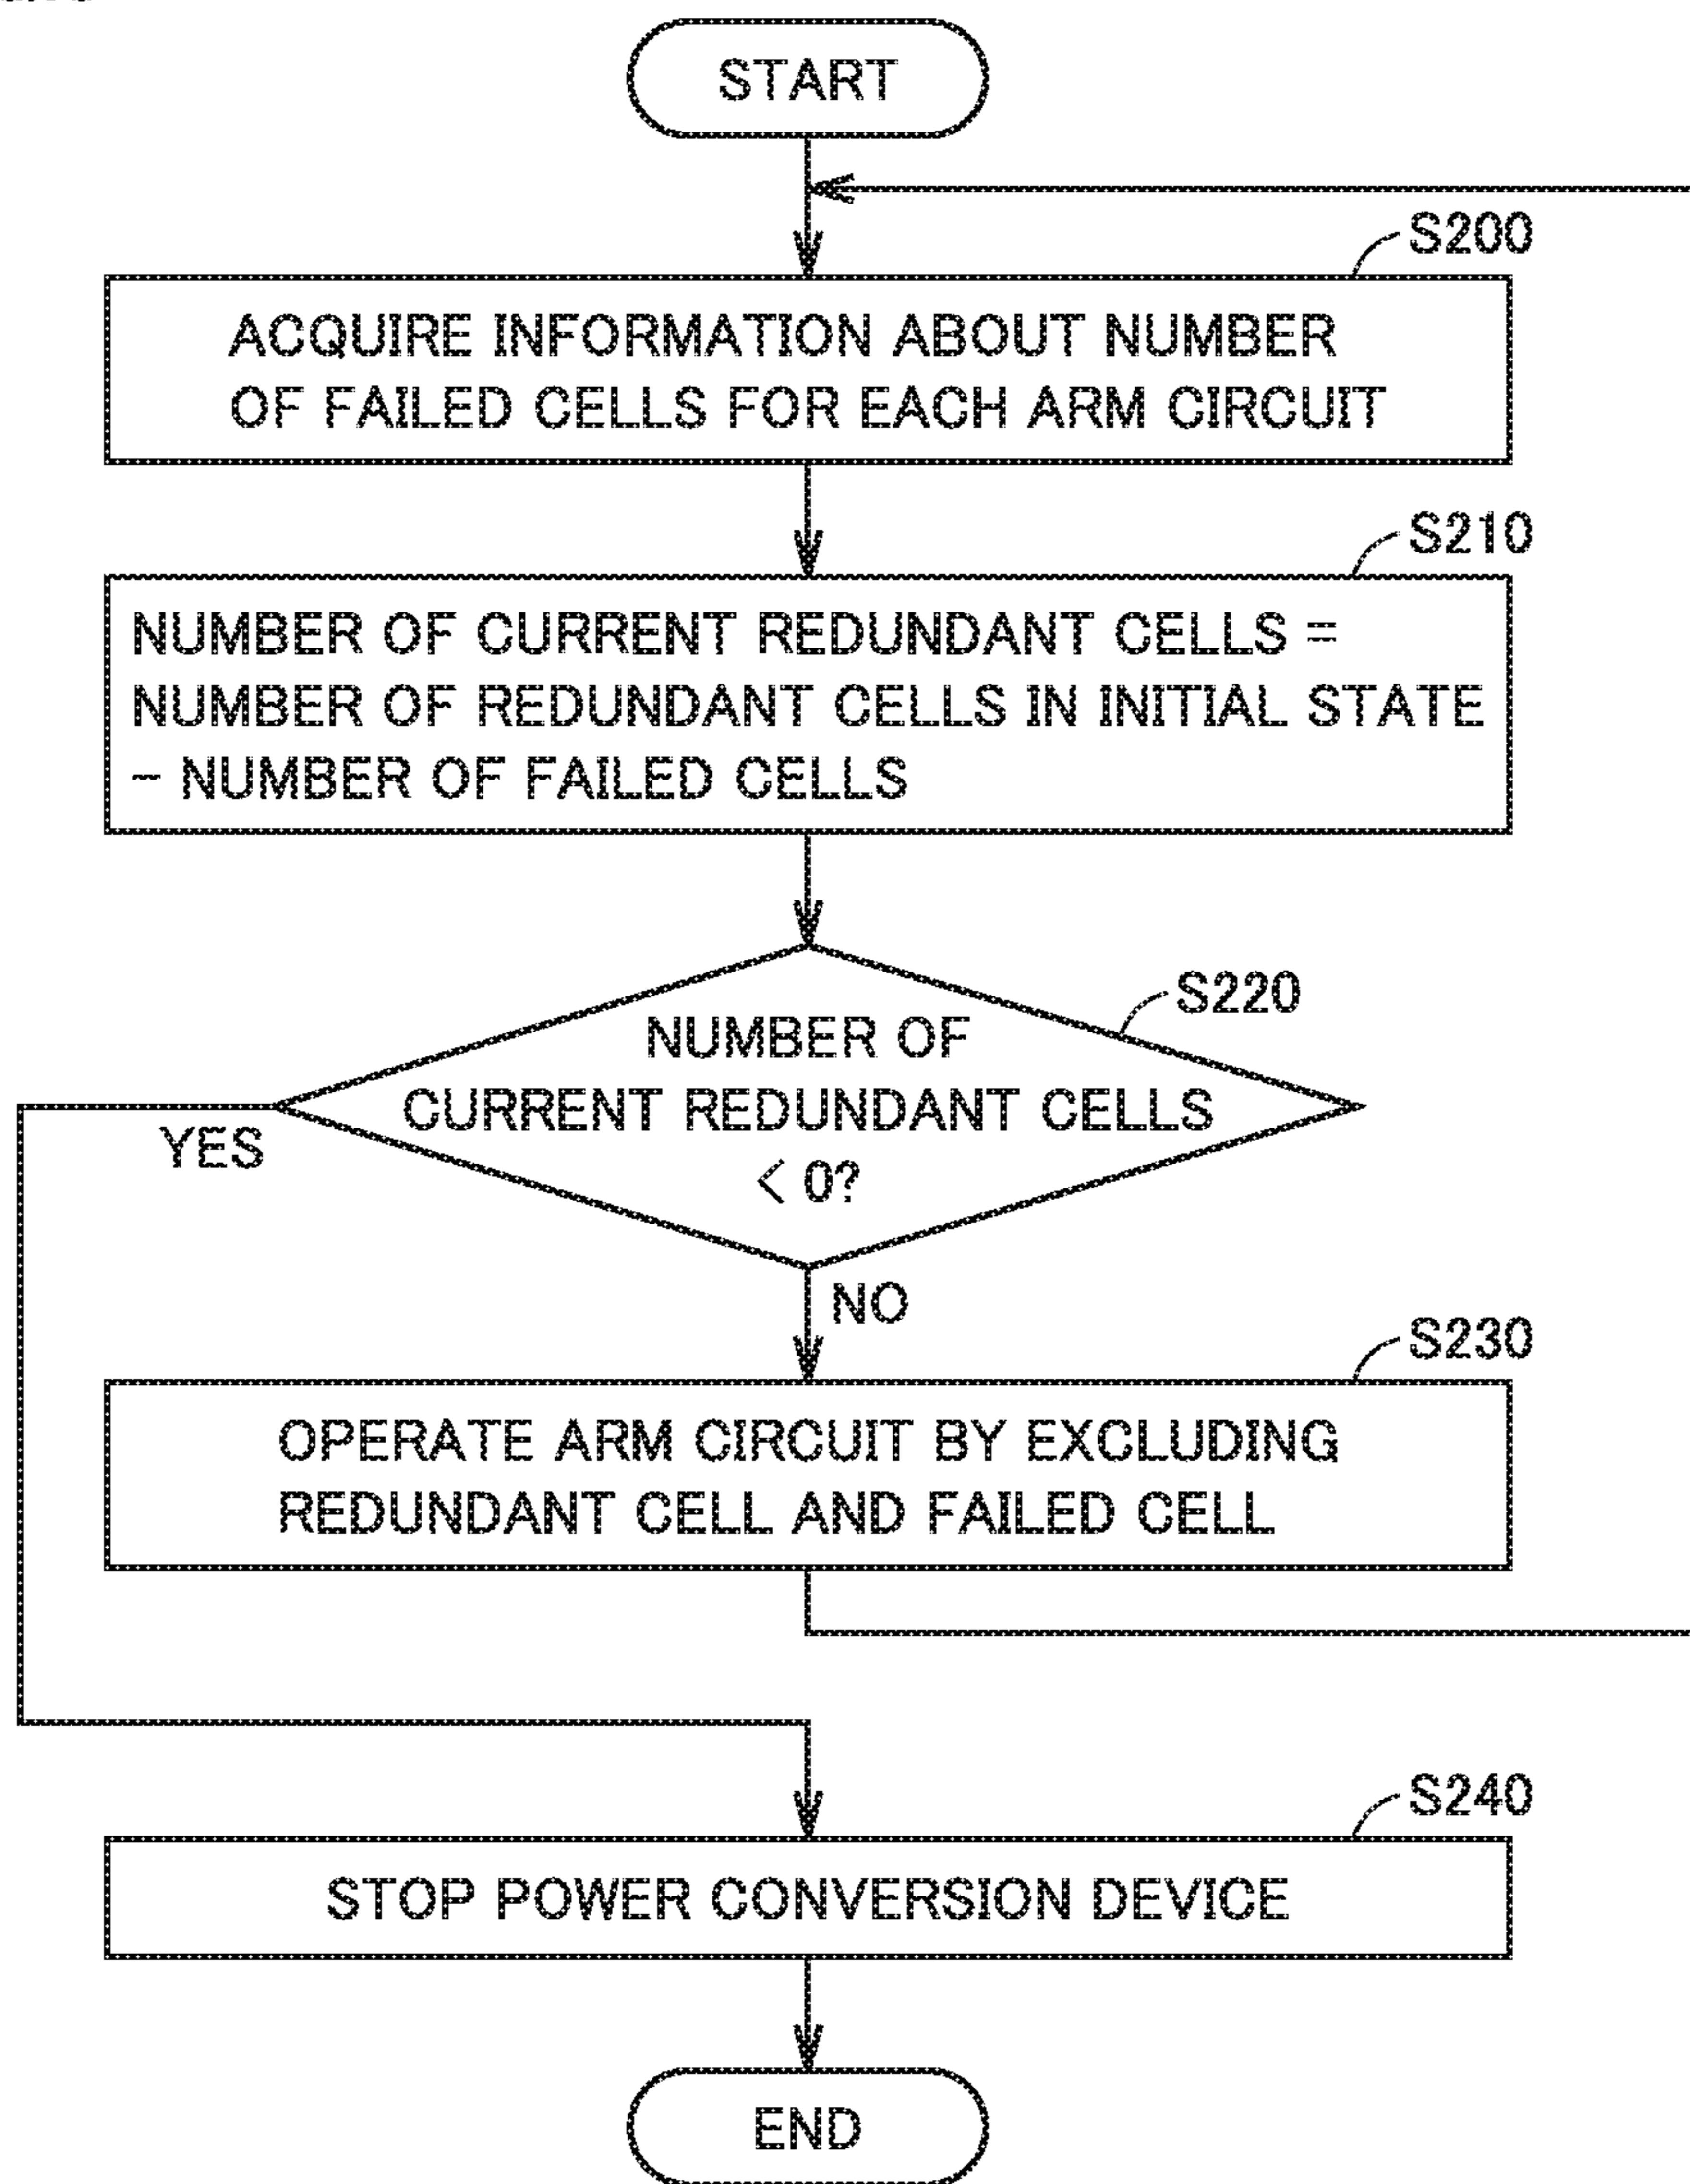 START
S200
ACQUIRE INFORMATION ABOUT NUMBER
OF FAILED CELLS FOR EACH ARM CIRCUIT
S210
NUMBER OF CURRENT REDUNDANT CELLS =
NUMBER OF REDUNDANT CELLS IN INITIAL STATE
- NUMBER OF FAILED CELLS
S220
NUMBER OF
CURRENT REDUNDANT CELLS
< 0?
YES
NO
S230
OPERATE ARM CIRCUIT BY EXCLUDING
REDUNDANT CELL AND FAILED CELL
S240
STOP POWER CONVERSION DEVICE
END